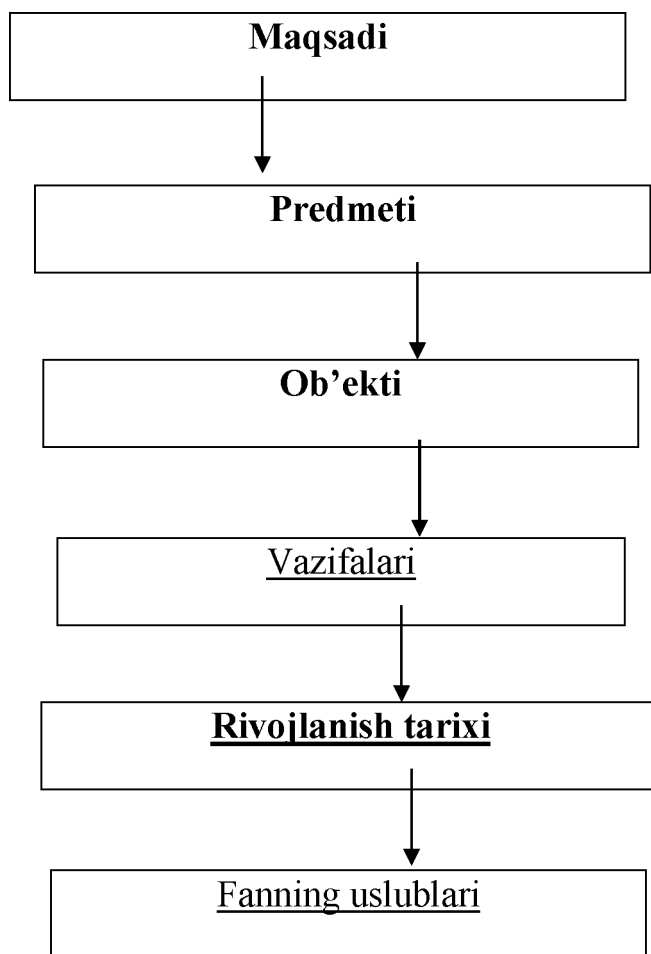 Maqsadi
Predmeti
Ob’ekti
Vazifalari
Rivojlanish tarixi
Fanning uslublari